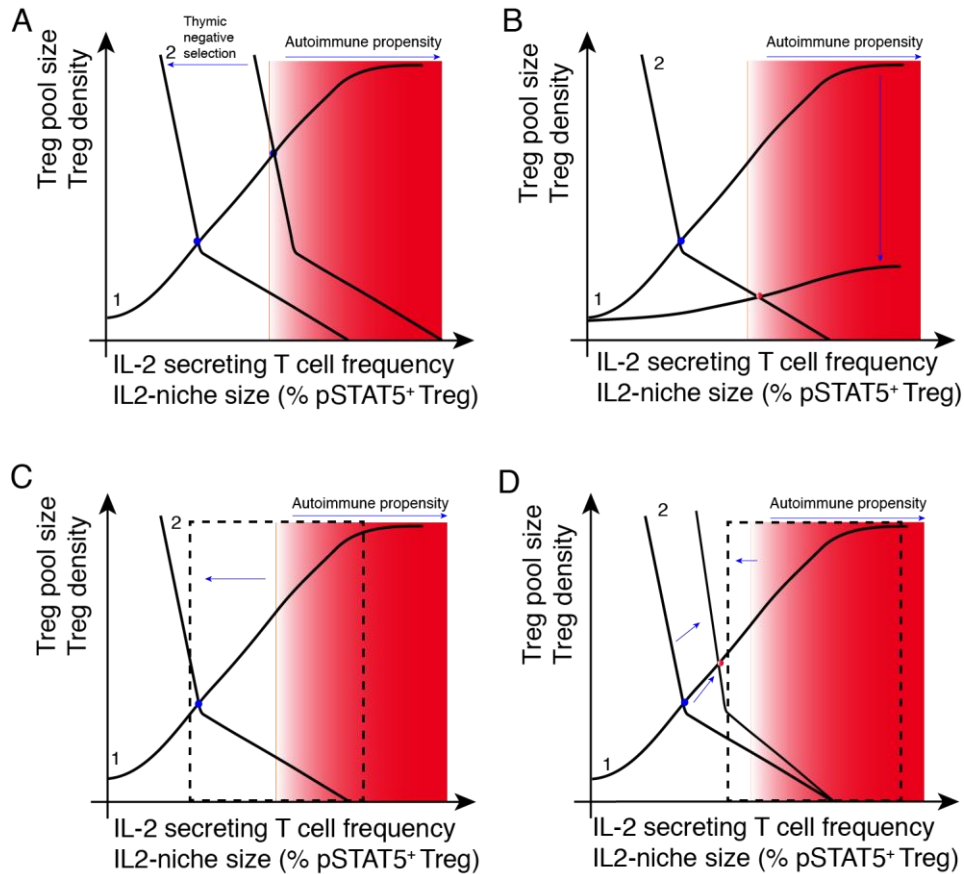 A
Thymic
negative
selection
2
Autoimmune propensity
Treg pool size
Treg density
1
IL-2 secreting T cell frequency
IL2-niche size (% pSTAT5⁺ Treg)
B
2
Autoimmune propensity
Treg pool size
Treg density
1
IL-2 secreting T cell frequency
IL2-niche size (% pSTAT5⁺ Treg)
C
2
Autoimmune propensity
Treg pool size
Treg density
1
IL-2 secreting T cell frequency
IL2-niche size (% pSTAT5⁺ Treg)
D
2
Autoimmune propensity
Treg pool size
Treg density
1
IL-2 secreting T cell frequency
IL2-niche size (% pSTAT5⁺ Treg)